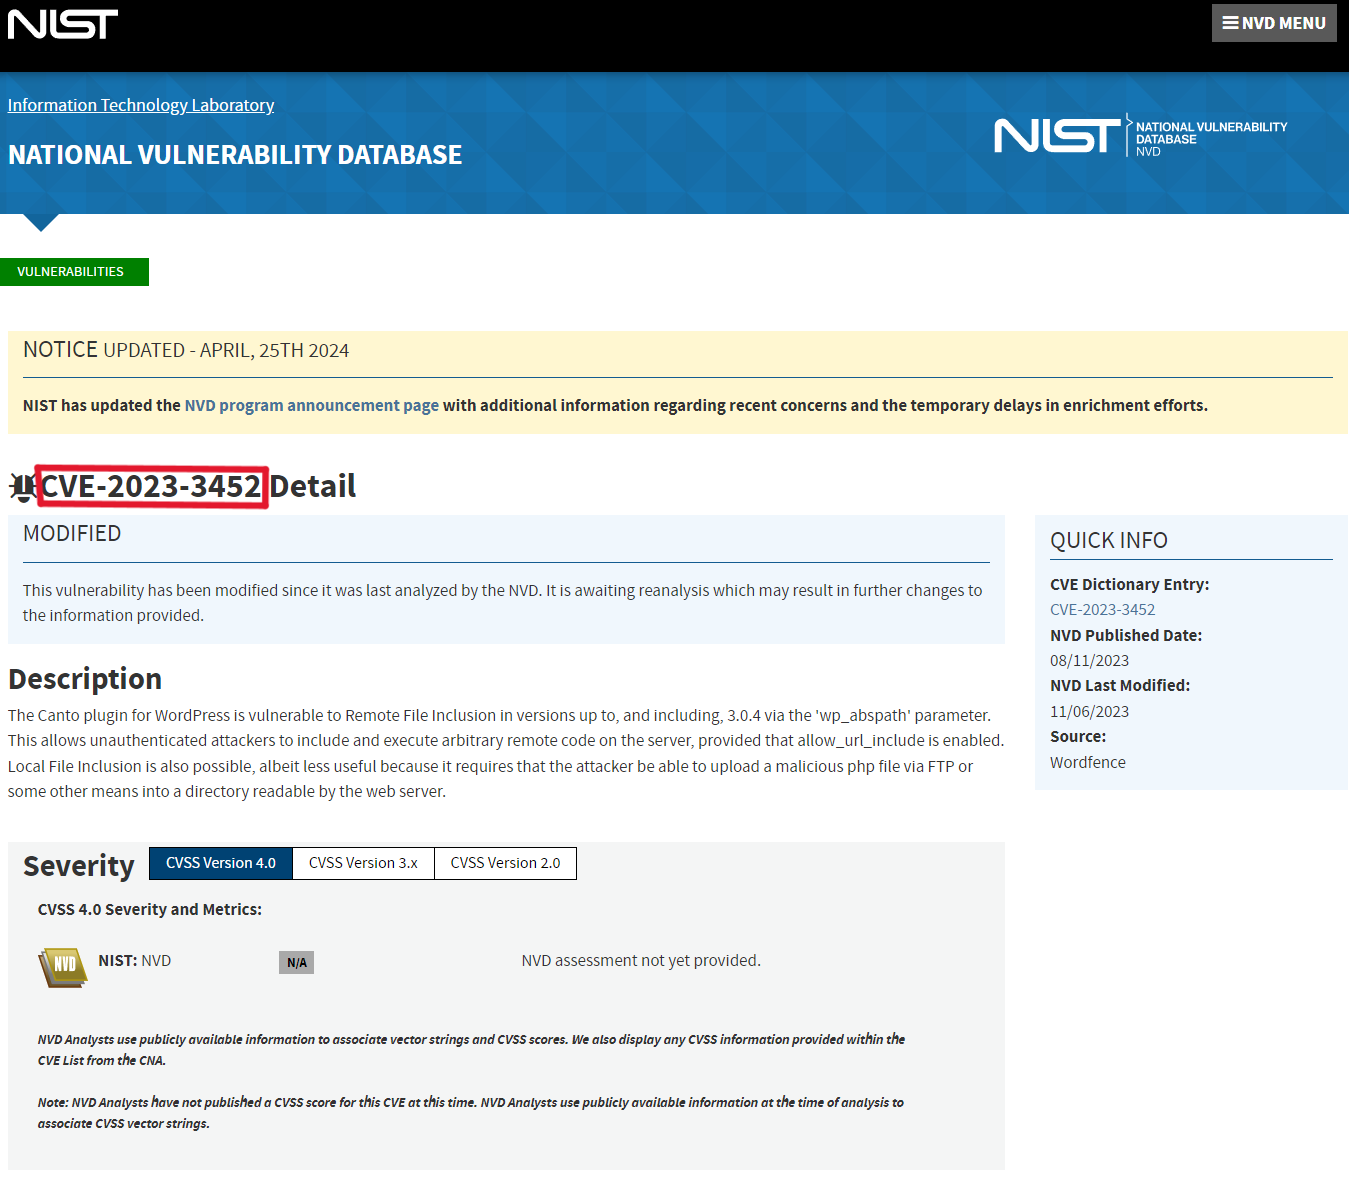 NIST
NVD MENU
Information Technology Laboratory
NATIONAL VULNERABILITY DATABASE
NIST
NATIONAL VULNERABILITY
DATABASE
NVD
VULNERABILITIES
NOTICE UPDATED - APRIL, 25TH 2024
NIST has updated the NVD program announcement page with additional information regarding recent concerns and the temporary delays in enrichment efforts.
CVE-2023-3452 Detail
MODIFIED
This vulnerability has been modified since it was last analyzed by the NVD. It is awaiting reanalysis which may result in further changes to
the information provided.
Description
The Canto plugin for WordPress is vulnerable to Remote File Inclusion in versions up to, and including, 3.0.4 via the 'wp_abspath' parameter.
This allows unauthenticated attackers to include and execute arbitrary remote code on the server, provided that allow_url_include is enabled.
Local File Inclusion is also possible, albeit less useful because it requires that the attacker be able to upload a malicious php file via FTP or
some other means into a directory readable by the web server.
QUICK INFO
CVE Dictionary Entry:
CVE-2023-3452
NVD Published Date:
08/11/2023
NVD Last Modified:
11/06/2023
Source:
Wordfence
Severity
CVSS Version 4.0
CVSS Version 3.x
CVSS Version 2.0
CVSS 4.0 Severity and Metrics:
NVD
NIST: NVD
N/A
NVD assessment not yet provided.
NVD Analysts use publicly available information to associate vector strings and CVSS scores. We also display any CVSS information provided within the
CVE List from the CNA.
Note: NVD Analysts have not published a CVSS score for this CVE at this time. NVD Analysts use publicly available information at the time of analysis to
associate CVSS vector strings.